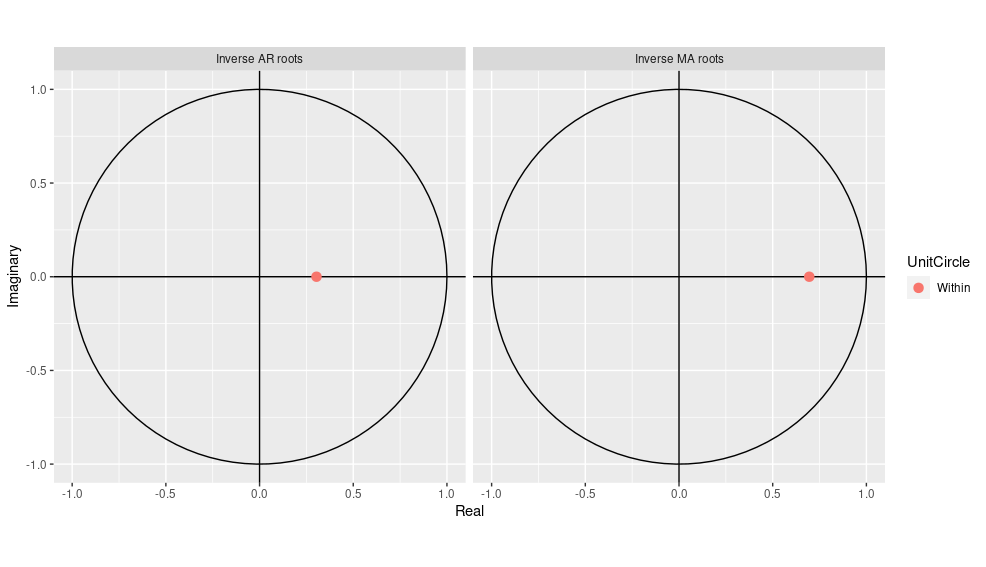 Inverse AR roots
Inverse MA roots
1.0
0.5
0.0
-0.5
-1.0
Imaginary
-1.0 -0.5 0.0 0.5 1.0
-1.0 -0.5 0.0 0.5 1.0
Real
UnitCircle
Within